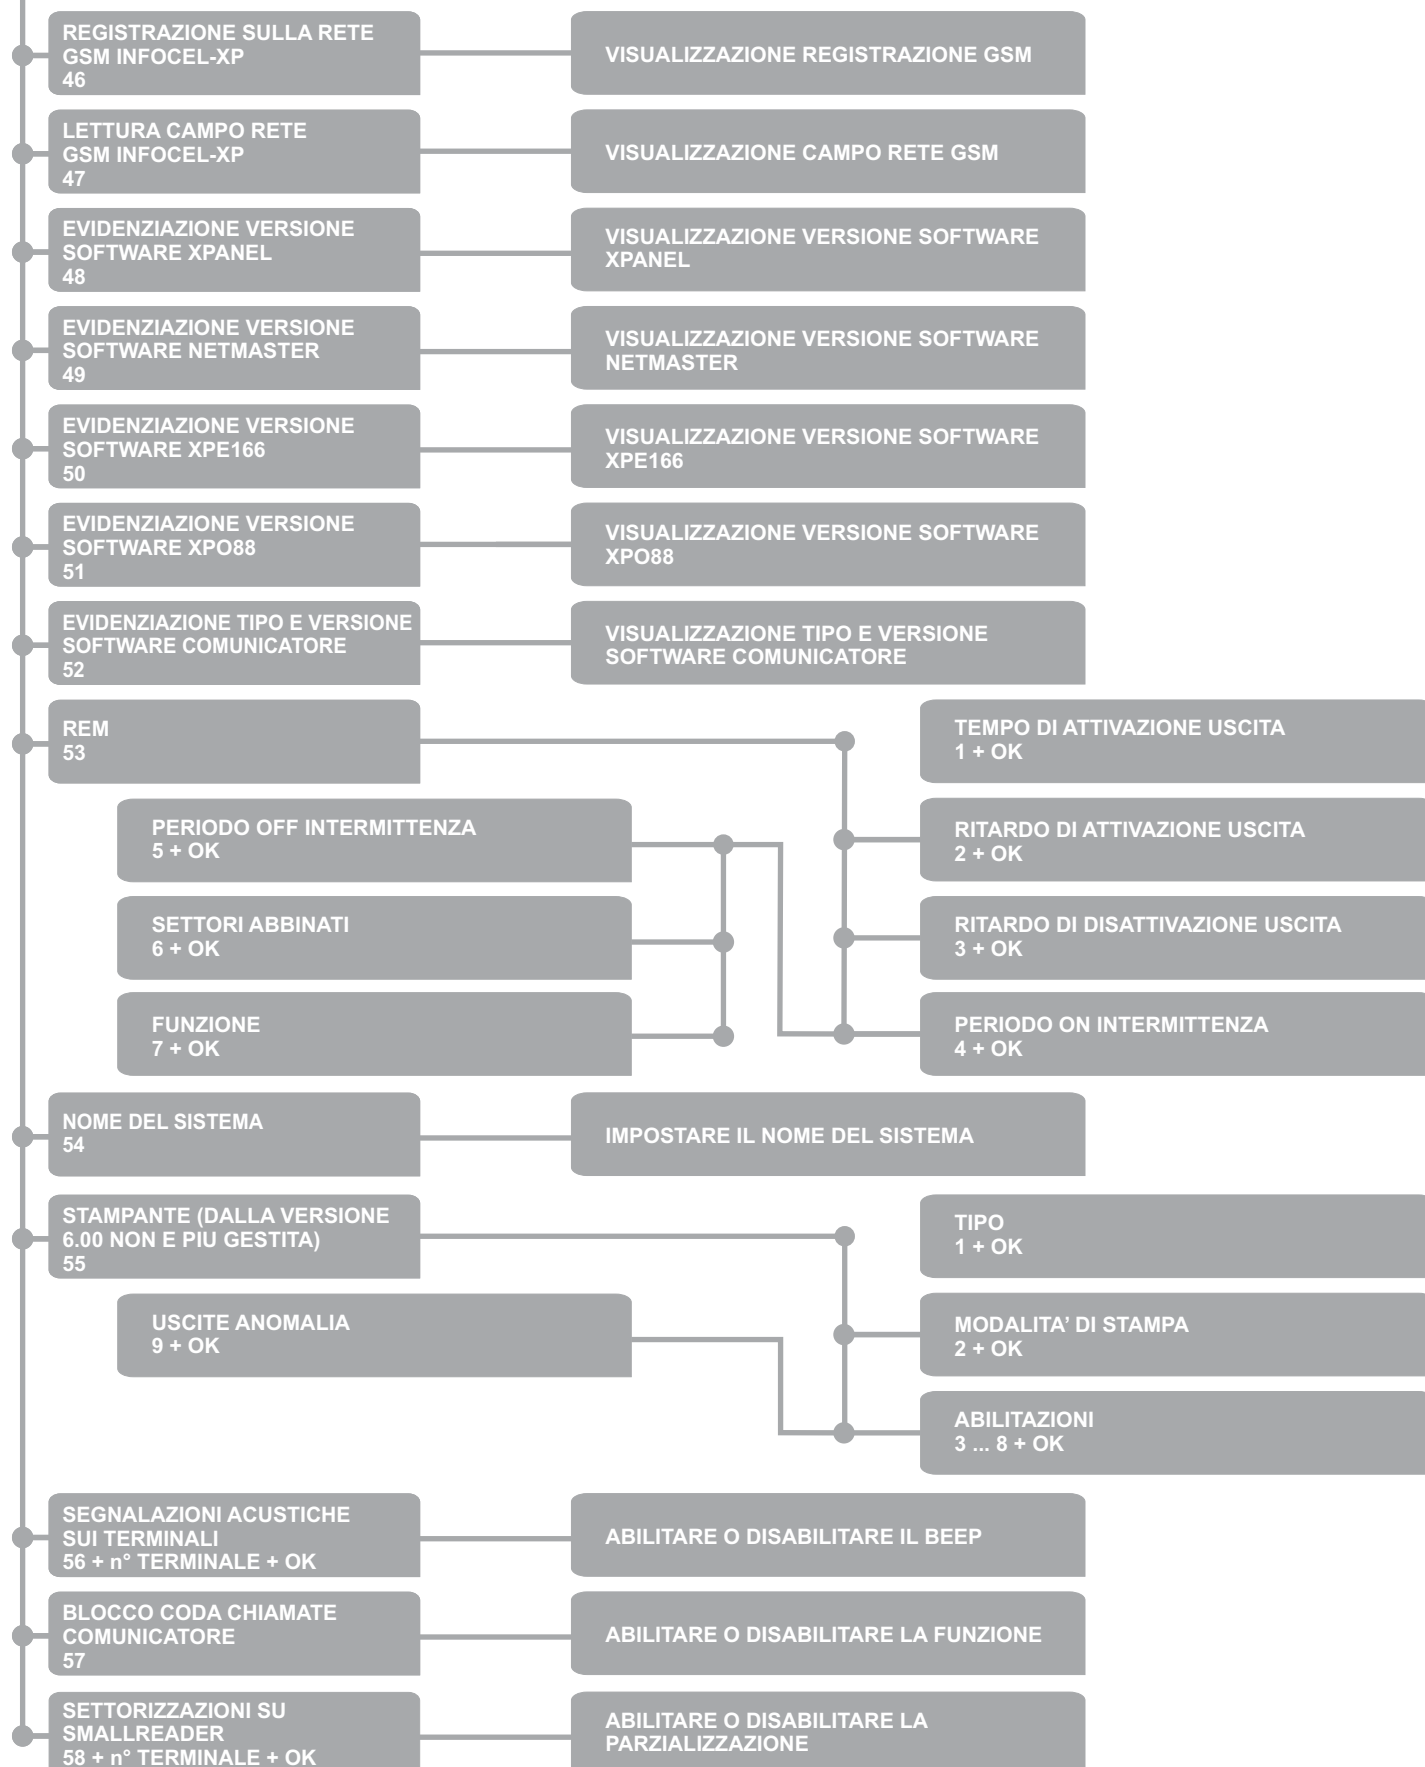 REGISTRAZIONE SULLA RETE
GSM INFOCEL-XP
46
VISUALIZZAZIONE REGISTRAZIONE GSM
LETTURA CAMPO RETE
GSM INFOCEL-XP
47
VISUALIZZAZIONE CAMPO RETE GSM
EVIDENZIAZIONE VERSIONE
SOFTWARE XPANEL
48
VISUALIZZAZIONE VERSIONE SOFTWARE
XPANEL
EVIDENZIAZIONE VERSIONE
SOFTWARE NETMASTER
49
VISUALIZZAZIONE VERSIONE SOFTWARE
NETMASTER
EVIDENZIAZIONE VERSIONE
SOFTWARE XPE166
50
VISUALIZZAZIONE VERSIONE SOFTWARE
XPE166
EVIDENZIAZIONE VERSIONE
SOFTWARE XPO88
51
VISUALIZZAZIONE VERSIONE SOFTWARE
XPO88
EVIDENZIAZIONE TIPO E VERSIONE
SOFTWARE COMUNICATORE
52
VISUALIZZAZIONE TIPO E VERSIONE
SOFTWARE COMUNICATORE
REM
53
TEMPO DI ATTIVAZIONE USCITA
1 + OK
RITARDO DI ATTIVAZIONE USCITA
2 + OK
RITARDO DI DISATTIVAZIONE USCITA
3 + OK
PERIODO ON INTERMITTENZA
4 + OK
PERIODO OFF INTERMITTENZA
5 + OK
SETTORI ABBINATI
6 + OK
FUNZIONE
7 + OK
NOME DEL SISTEMA
54
IMPOSTARE IL NOME DEL SISTEMA
STAMPANTE (DALLA VERSIONE
6.00 NON E PIU GESTITA)
55
TIPO
1 + OK
MODALITA' DI STAMPA
2 + OK
ABILITAZIONI
3 ... 8 + OK
USCITE ANOMALIA
9 + OK
SEGNALAZIONI ACUSTICHE
SUI TERMINALI
56 + n° TERMINALE + OK
ABILITARE O DISABILITARE IL BEEP
BLOCCO CODA CHIAMATE
COMUNICATORE
57
ABILITARE O DISABILITARE LA FUNZIONE
SETTORIZZAZIONI SU
SMALLREADER
58 + n° TERMINALE + OK
ABILITARE O DISABILITARE LA
PARZIALIZZAZIONE